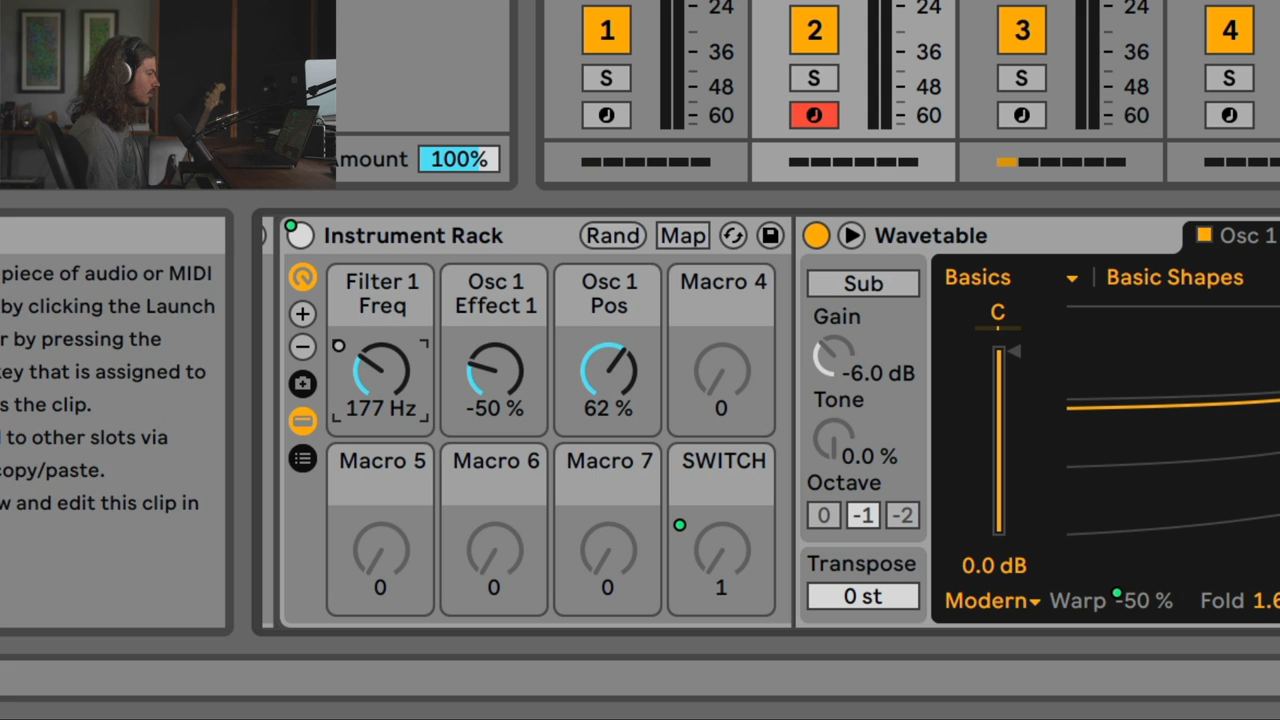 1
S
24
36
48
60
2
S
24
36
48
60
3
S
24
36
48
60
4
S
mount
100%
piece of audio or MIDI
by clicking the Launch
r by pressing the
key that is assigned to
s the clip.
to other slots via
copy/paste.
w and edit this clip in
Instrument Rack
Rand
Map
Filter 1
Freq
177 Hz
Osc 1
Effect 1
-50 %
Osc 1
Pos
62 %
Macro 4
0
Macro 5
0
Macro 6
0
Macro 7
0
SWITCH
1
Wavetable
Sub
Gain
-6.0 dB
Tone
0.0 %
Octave
0 -1 -2
Transpose
0 st
Osc 1
Basics
Basic Shapes
C
0.0 dB
Modern
Warp -50 %
Fold 1.6